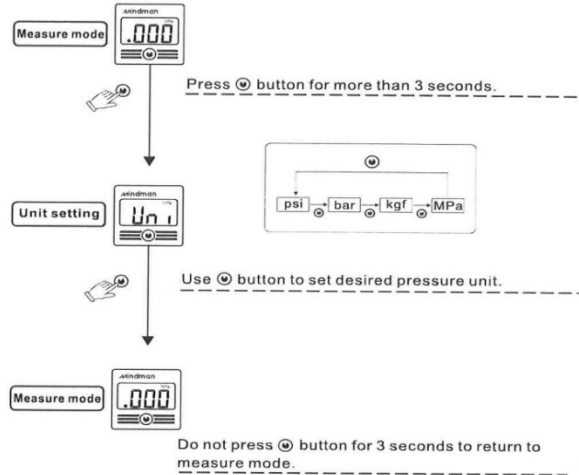 Mindman
Measure mode
.000
Press button for more than 3 seconds.
Mindman
Unit setting
Uni
psi bar kgf MPa
Use button to set desired pressure unit.
Mindman
Measure mode
.000
Do not press button for 3 seconds to return to
measure mode.